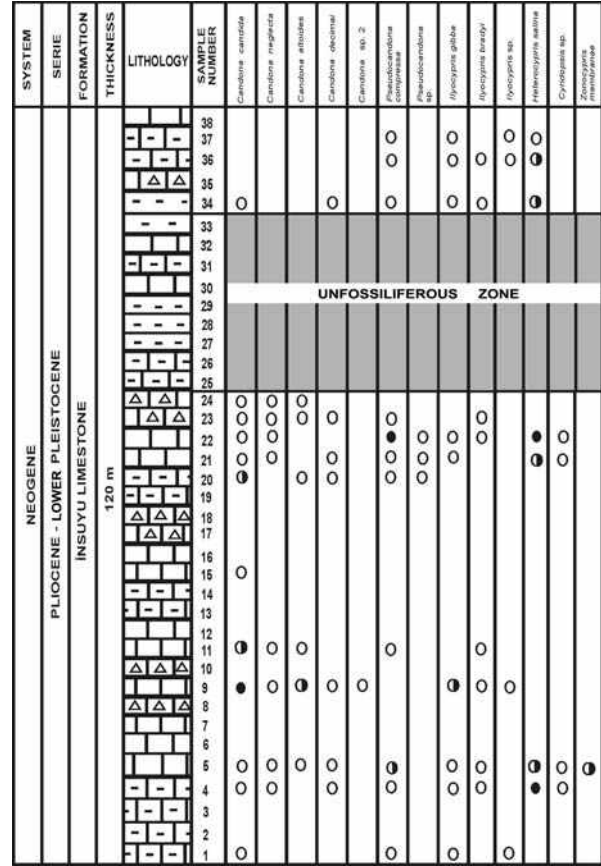 SYSTEM
SERIE
FORMATION
THICKNESS
LITHOLOGY
SAMPLE NUMBER
Candona candida
Candona neglecta
Candona altoides
Candona decimai
Candona sp. 2
Pseudocandona compressa
Pseudocandona sp.
Ilyocypris gibba
Ilyocypris bradyi
Ilyocypris sp.
Heterocypris salina
Cyridopsis sp.
Zonocypris membranae
NEOGENE
PLIOCENE - LOWER PLEISTOCENE
İNSUYU LIMESTONE
120 m
38
37
36
35
34
33
32
31
30
UNFOSSILIFEROUS ZONE
29
28
27
26
25
24
23
22
21
20
19
18
17
16
15
14
13
12
11
10
9
8
7
6
5
4
3
2
1